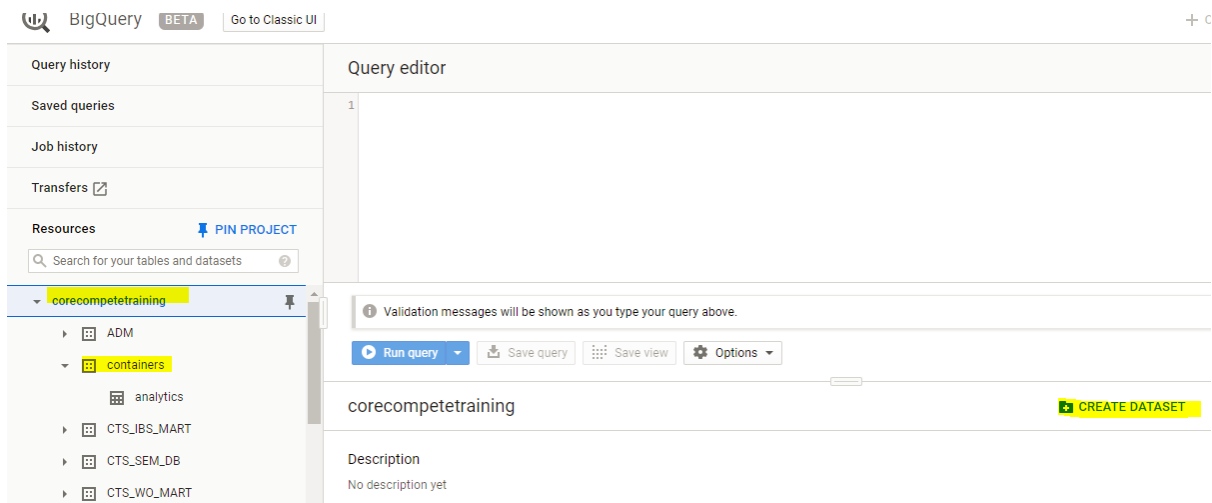 BigQuery BETA Go to Classic UI
Query history
Saved queries
Job history
Transfers
Resources PIN PROJECT
Search for your tables and datasets
corecompetetraining
ADM
containers
analytics
CTS_IBS_MART
CTS_SEM_DB
CTS_WO_MART
Query editor
1
Validation messages will be shown as you type your query above.
Run query Save query Save view Options
corecompetetraining CREATE DATASET
Description
No description yet